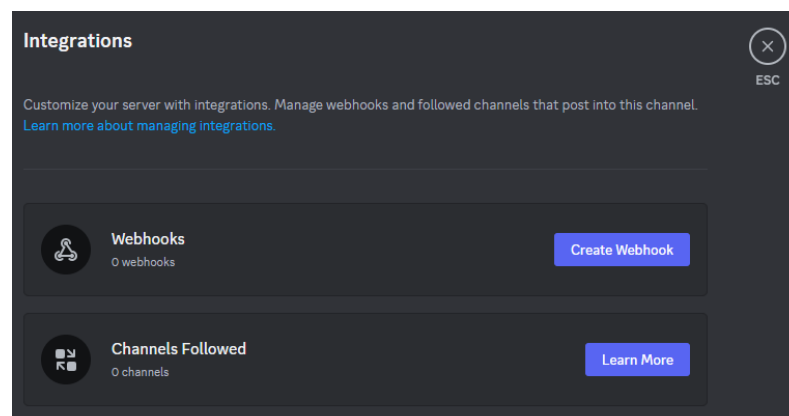 Integrations
ESC
Customize your server with integrations. Manage webhooks and followed channels that post into this channel.
Learn more about managing integrations.
Webhooks
0 webhooks
Create Webhook
Channels Followed
0 channels
Learn More